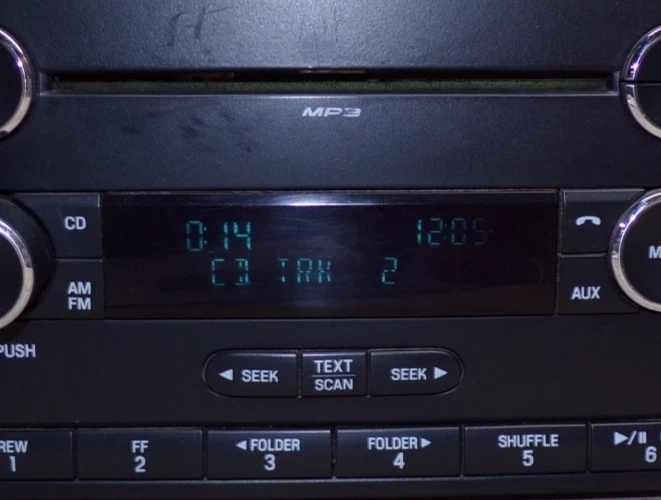 MP3
CD
0:14 12:05
CD TRK 2
AM
FM
AUX
PUSH
SEEK
TEXT
SCAN
SEEK
REW
1
FF
2
FOLDER
3
FOLDER
4
SHUFFLE
5
6